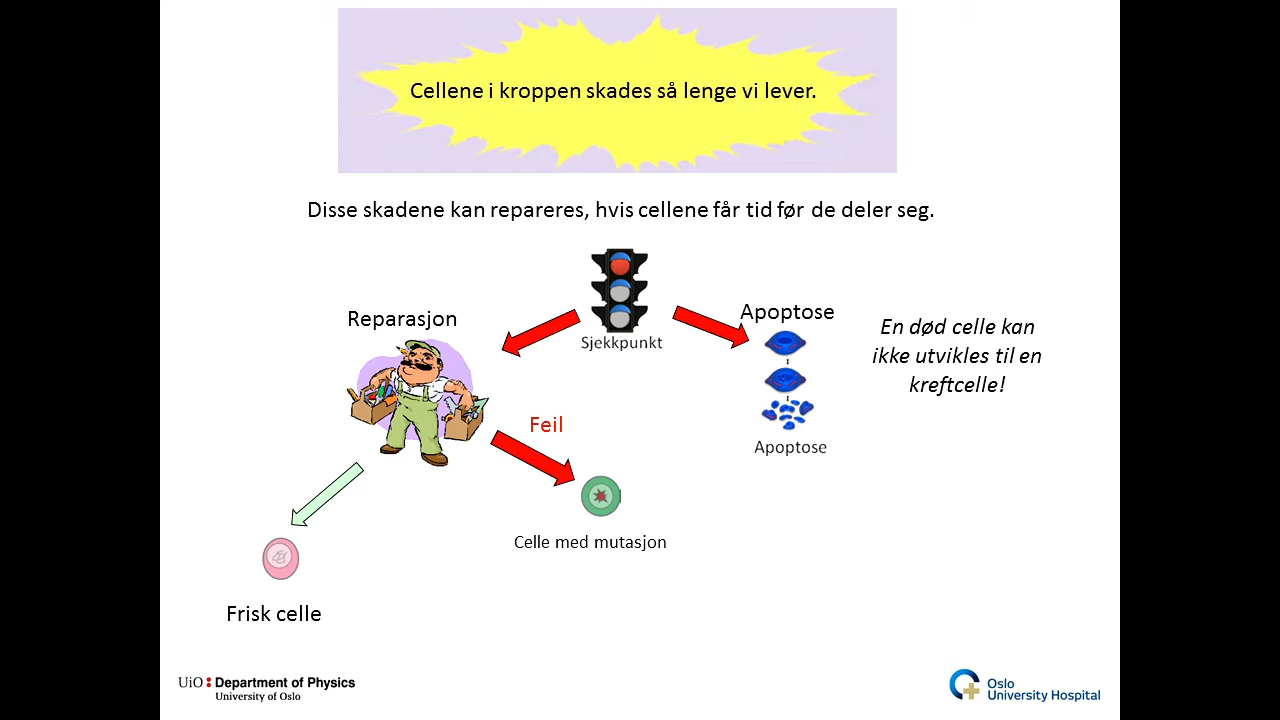 Cellene i kroppen skades så lenge vi lever.
Disse skadene kan repareres, hvis cellene får tid før de deler seg.
Sjekkpunkt
Reparasjon
Apoptose
Apoptose
En død celle kan
ikke utvikles til en
kreftcelle!
Feil
Celle med mutasjon
Frisk celle
UiO: Department of Physics
University of Oslo
Oslo
University Hospital